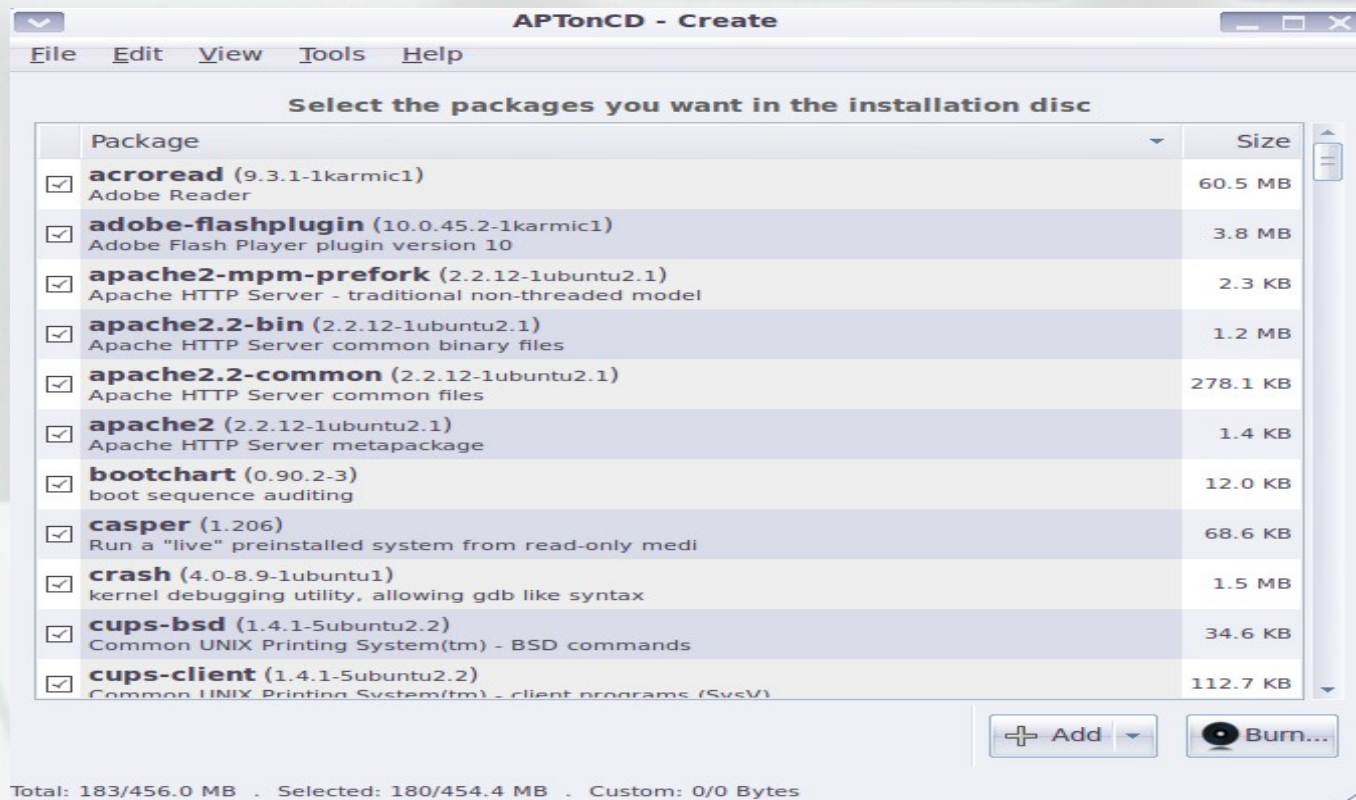 APTonCD - Create
File Edit View Tools Help
Select the packages you want in the installation disc
Package Size
acroread (9.3.1-1karmic1)
Adobe Reader
60.5 MB
adobe-flashplugin (10.0.45.2-1karmic1)
Adobe Flash Player plugin version 10
3.8 MB
apache2-mpm-prefork (2.2.12-1ubuntu2.1)
Apache HTTP Server - traditional non-threaded model
2.3 KB
apache2.2-bin (2.2.12-1ubuntu2.1)
Apache HTTP Server common binary files
1.2 MB
apache2.2-common (2.2.12-1ubuntu2.1)
Apache HTTP Server common files
278.1 KB
apache2 (2.2.12-1ubuntu2.1)
Apache HTTP Server metapackage
1.4 KB
bootchart (0.90.2-3)
boot sequence auditing
12.0 KB
casper (1.206)
Run a "live" preinstalled system from read-only medi
68.6 KB
crash (4.0-8.9-1ubuntu1)
kernel debugging utility, allowing gdb like syntax
1.5 MB
cups-bsd (1.4.1-5ubuntu2.2)
Common UNIX Printing System(tm) - BSD commands
34.6 KB
cups-client (1.4.1-5ubuntu2.2)
Common UNIX Printing System(tm) - client programs (SysV)
112.7 KB
Add
Burn...
Total: 183/456.0 MB . Selected: 180/454.4 MB . Custom: 0/0 Bytes